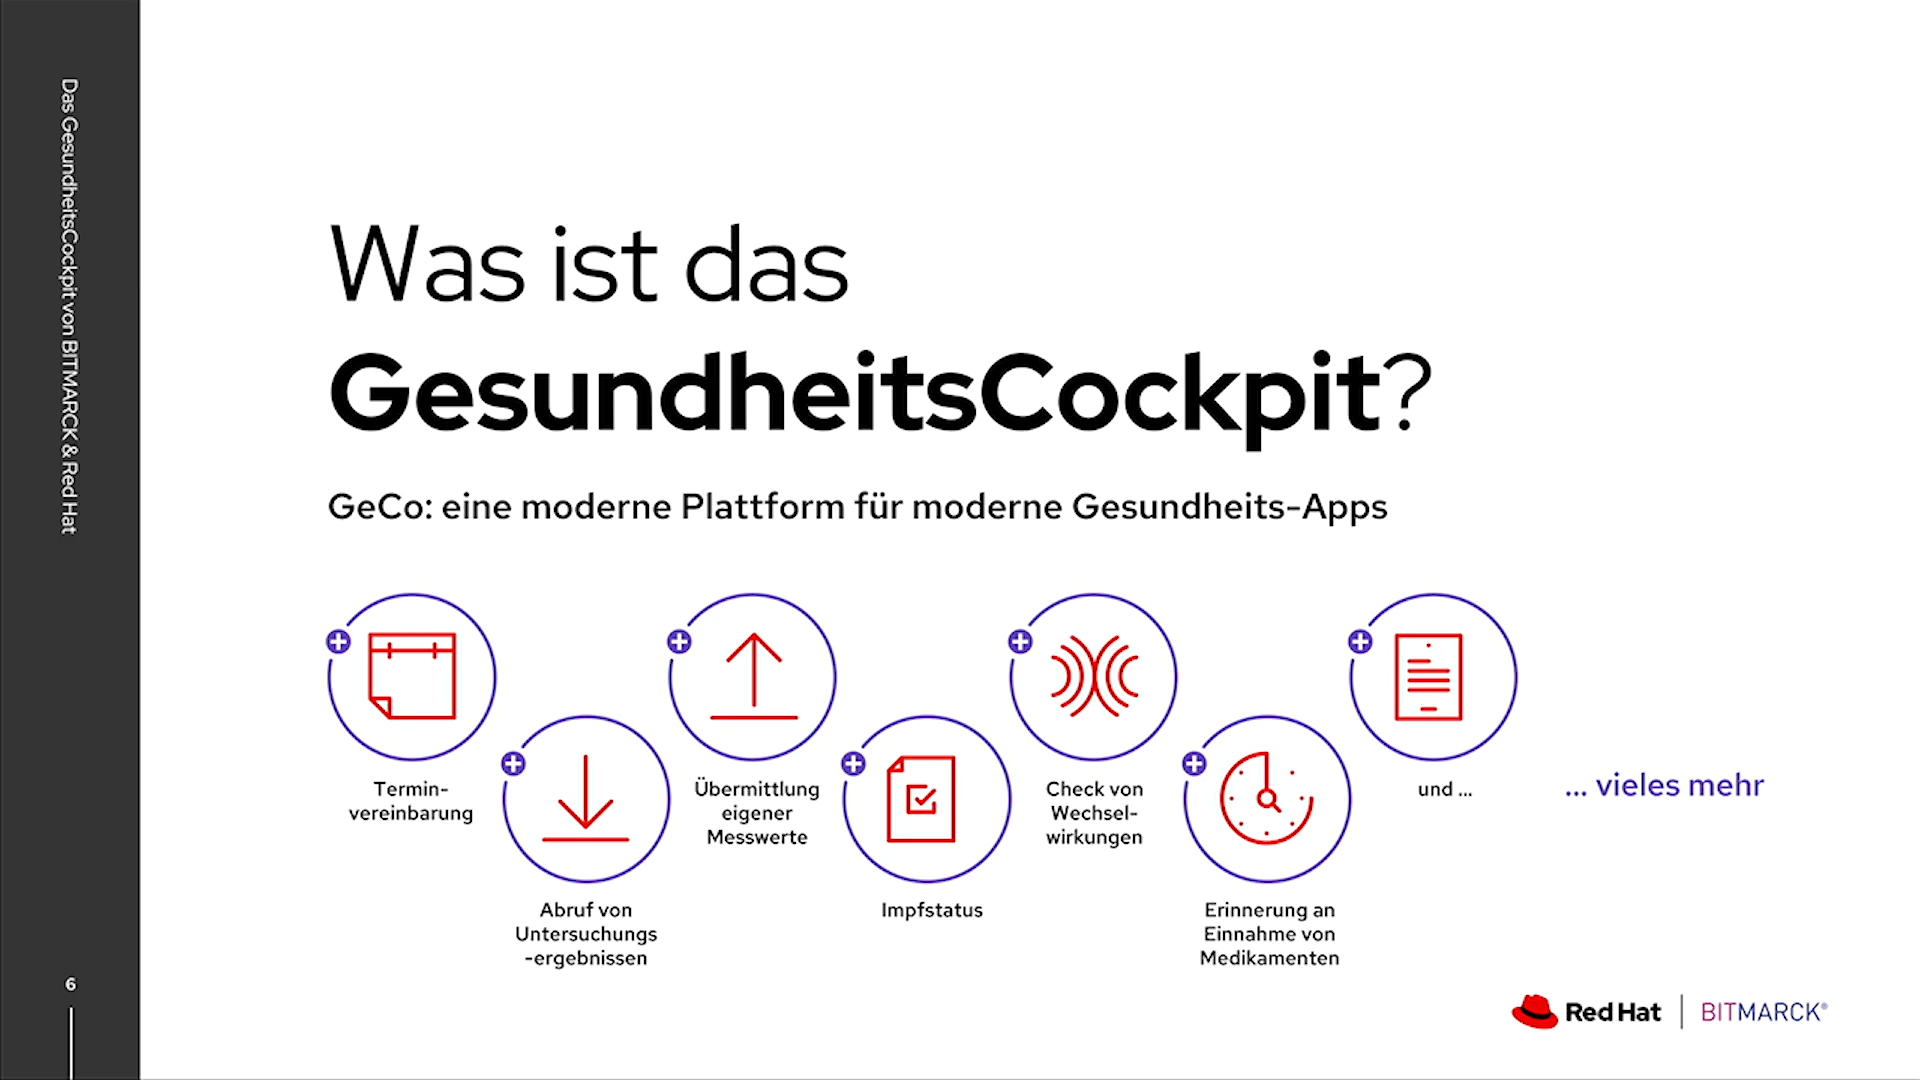 Das GesundheitsCockpit von BITMARCK & Red Hat
Was ist das
GesundheitsCockpit?
GeCo: eine moderne Plattform für moderne Gesundheits-Apps
Termin-
vereinbarung
Abruf von
Untersuchungs
-ergebnissen
Übermittlung
eigener
Messwerte
Impfstatus
Check von
Wechsel-
wirkungen
Erinnerung an
Einnahme von
Medikamenten
und ...
... vieles mehr
6
Red Hat
BITMARCK®